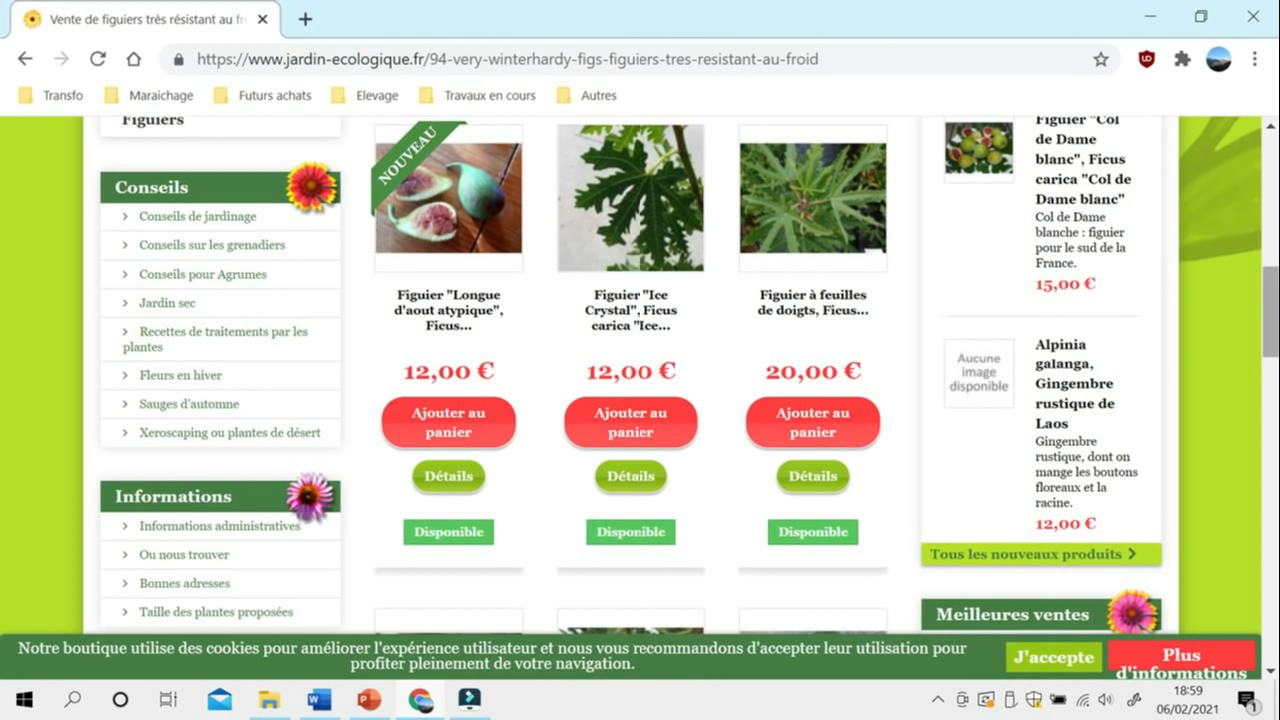 Vente de figuiers très résistant au fr
https://www.jardin-ecologique.fr/94-very-winterhardy-figs-figuiers-tres-resistant-au-froid
Transfo
Maraichage
Futurs achats
Elevage
Travaux en cours
Autres
Figuiers
Conseils
Conseils de jardinage
Conseils sur les grenadiers
Conseils pour Agrumes
Jardin sec
Recettes de traitements par les
plantes
Fleurs en hiver
Sauges d'automne
Xeroscaping ou plantes de désert
Informations
Informations administratives
Ou nous trouver
Bonnes adresses
Taille des plantes proposées
NOUVEAU
Figuier "Longue
d'aout atypique",
Ficus...
12,00 €
Ajouter au
panier
Détails
Disponible
Figuier "Ice
Crystal", Ficus
carica "Ice...
12,00 €
Ajouter au
panier
Détails
Disponible
Figuier à feuilles
de doigts, Ficus...
20,00 €
Ajouter au
panier
Détails
Disponible
Figuier "Col
de Dame
blanc", Ficus
carica "Col de
Dame blanc"
Col de Dame
blanche : figuier
pour le sud de la
France.
15,00 €
Aucune
image
disponible
Alpinia
galanga,
Gingembre
rustique de
Laos
Gingembre
rustique, dont on
mange les boutons
floreaux et la
racine.
12,00 €
Tous les nouveaux produits
Meilleures ventes
Notre boutique utilise des cookies pour améliorer l'expérience utilisateur et nous vous recommandons d'accepter leur utilisation pour
profiter pleinement de votre navigation.
J'accepte
Plus
d'informations
18:59
06/02/2021
1